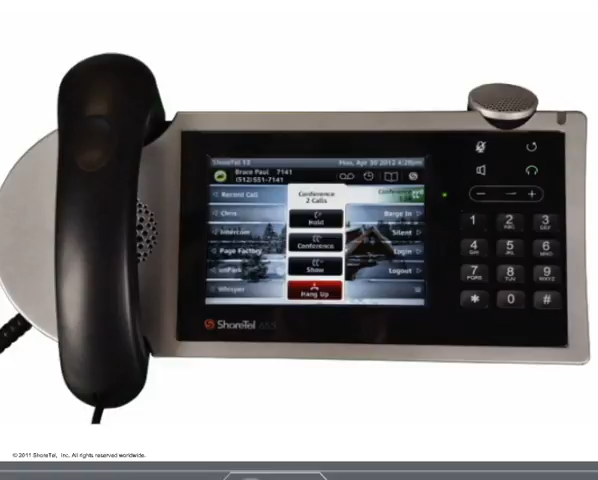 ShoreTel 13 Mon, Apr 30 2012 4:28pm
Bruce Paul 7141
(512)551-7141
Recent Call
Conference
2 Calls
Conference
Chris
Hold
Barge In
Intercom
Silent
Conference
Page Factory
Login
unPark
Show
Logout
Whisper
Hang Up
1 2 ABC 3 DEF
4 GHI 5 JKL 6 MNO
7 PQRS 8 TUV 9 WXYZ
* 0 #
ShoreTel 655
© 2011 ShoreTel, Inc. All rights reserved worldwide.